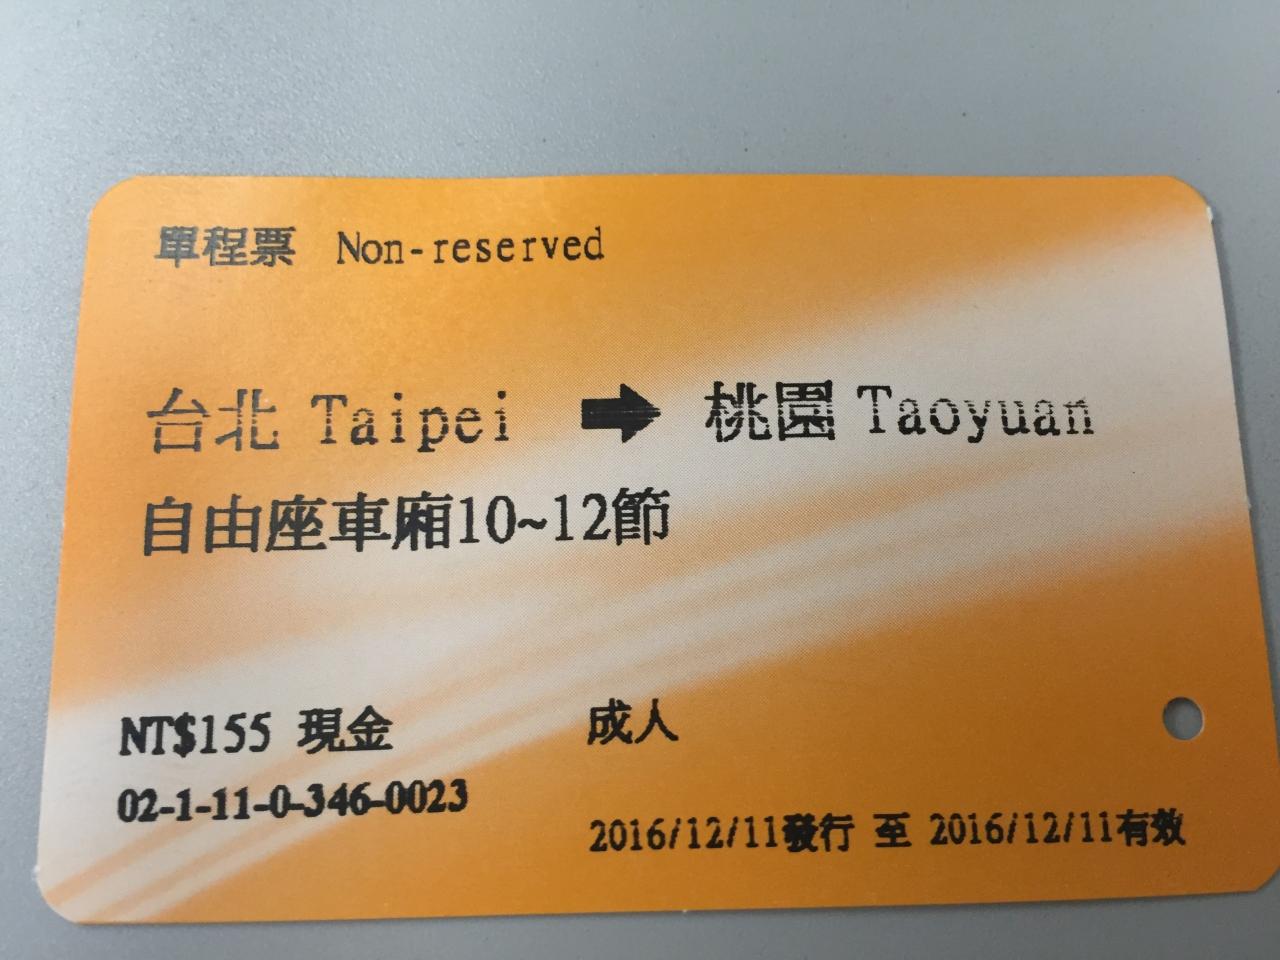 單程票 Non-reserved
台北 Taipei ➡ 桃園 Taoyuan
自由座車廂10~12節
NT$155 現金 成人
02-1-11-0-346-0023
2016/12/11發行 至 2016/12/11有效